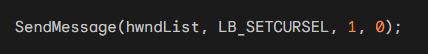 SendMessage(hwndList, LB_SETCURSEL, 1, 0);